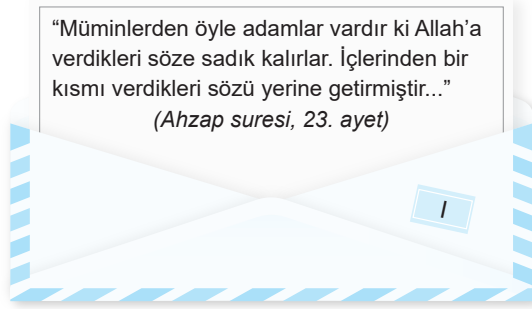 “Müminlerden öyle adamlar vardır ki Allah’a
verdikleri söze sadık kalırlar. İçlerinden bir
kısmı verdikleri sözü yerine getirmiştir...”
(Ahzap suresi, 23. ayet)
I